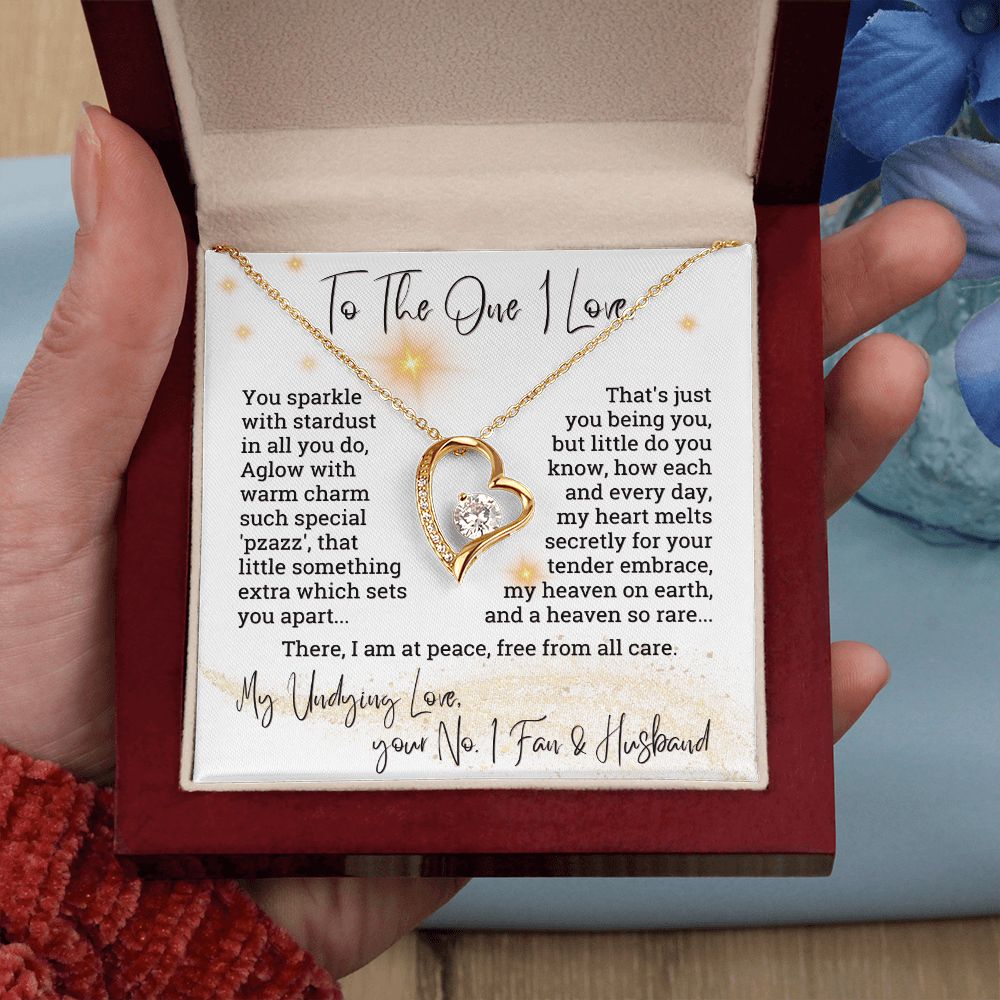 To The One I Love,
You sparkle
with stardust
in all you do,
Aglow with
warm charm
such special
'pzazz', that
little something
extra which sets
you apart...
That's just
you being you,
but little do you
know, how each
and every day,
my heart melts
secretly for your
tender embrace,
my heaven on earth,
and a heaven so rare...
There, I am at peace, free from all care.
My Undying Love,
your No. 1 Fan & Husband